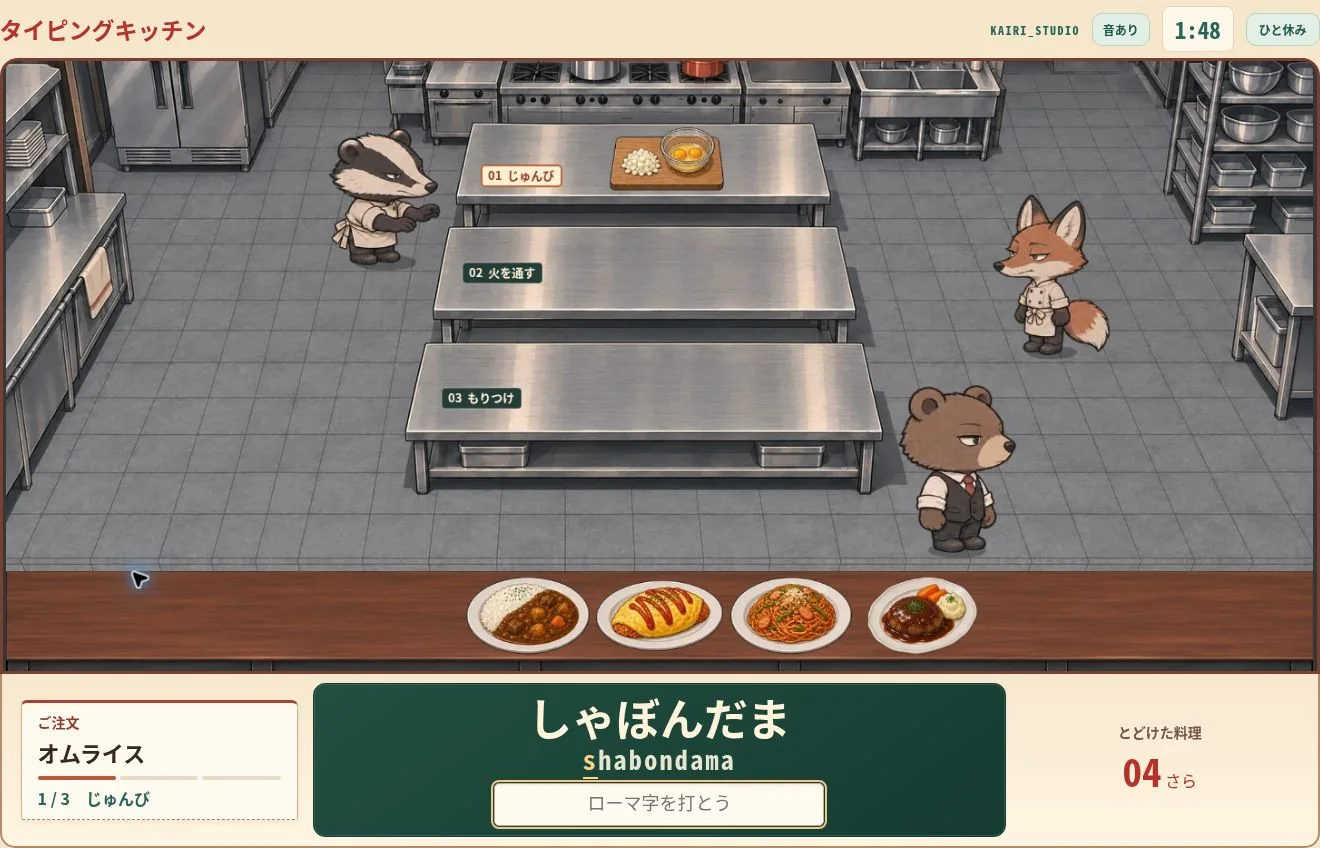 タイピングキッチン
KAIRI_STUDIO
音あり
1:48
ひと休み
01 じゅんび
02 火を通す
03 もりつけ
ご注文
オムライス
1/3 じゅんび
しゃぼんだま
shabondama
ローマ字を打とう
とどけた料理
04 さら